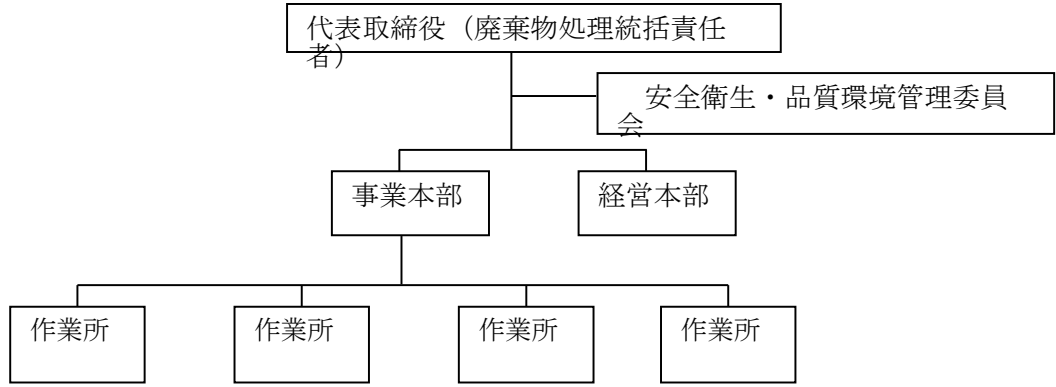 代表取締役（廃棄物処理統括責任
者）
安全衛生・品質環境管理委員
会
事業本部
経営本部
作業所
作業所
作業所
作業所